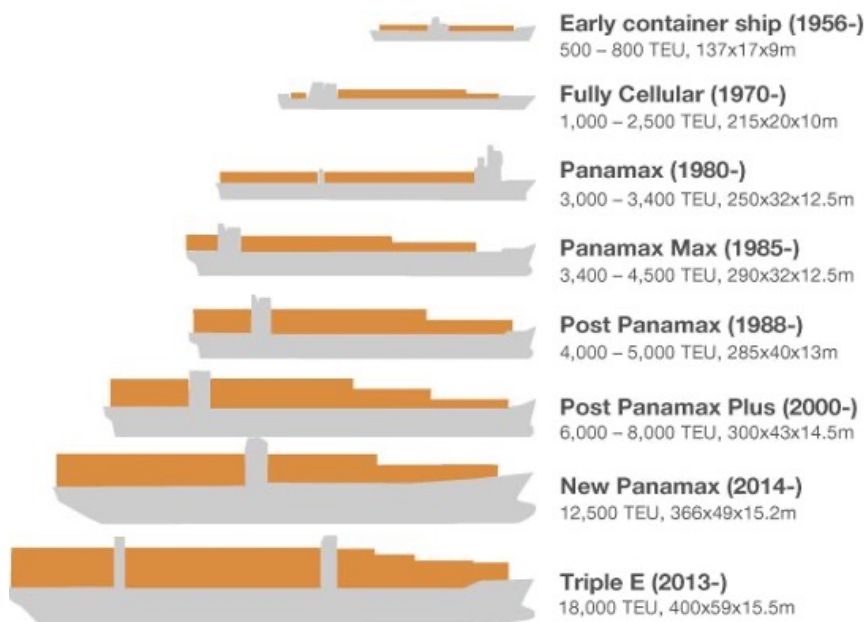 Early container ship (1956-)
500 – 800 TEU, 137x17x9m
Fully Cellular (1970-)
1,000 – 2,500 TEU, 215x20x10m
Panamax (1980-)
3,000 – 3,400 TEU, 250x32x12.5m
Panamax Max (1985-)
3,400 – 4,500 TEU, 290x32x12.5m
Post Panamax (1988-)
4,000 – 5,000 TEU, 285x40x13m
Post Panamax Plus (2000-)
6,000 – 8,000 TEU, 300x43x14.5m
New Panamax (2014-)
12,500 TEU, 366x49x15.2m
Triple E (2013-)
18,000 TEU, 400x59x15.5m